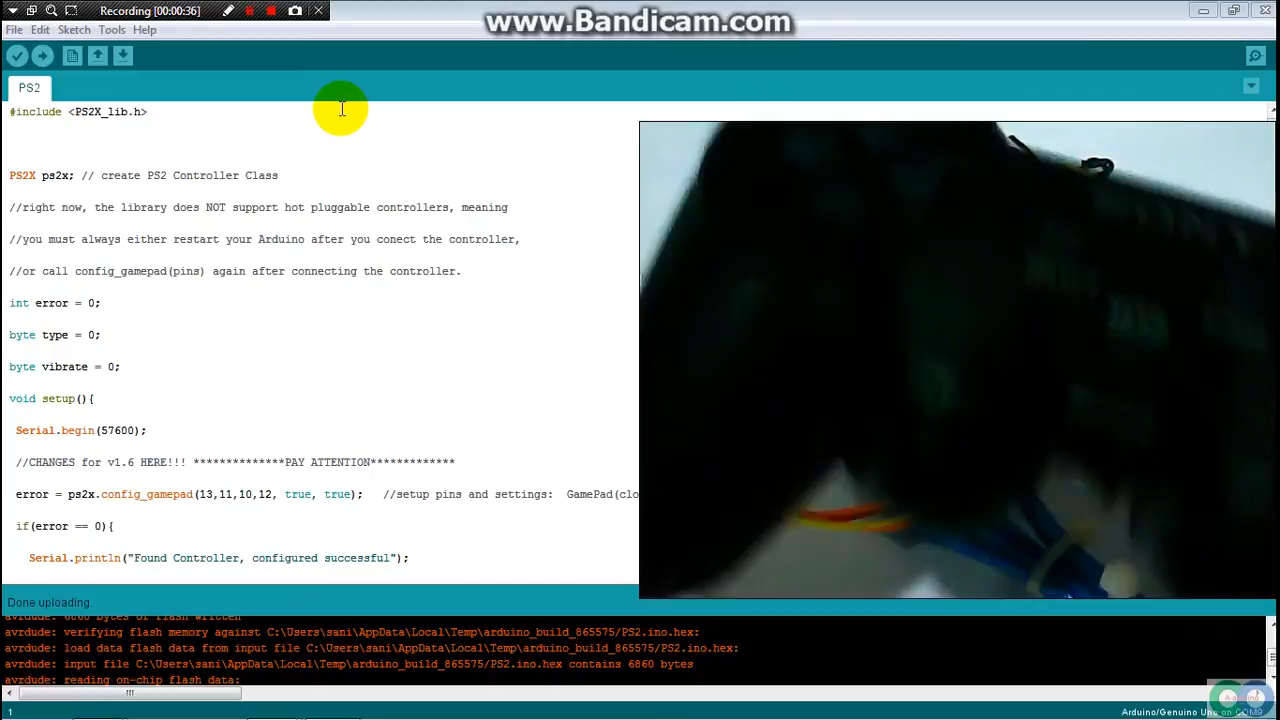 Recording [00:00:36]
www.Bandicam.com
File Edit Sketch Tools Help
PS2
#include <PS2X_lib.h>
PS2X ps2x; // create PS2 Controller Class
//right now, the library does NOT support hot pluggable controllers, meaning
//you must always either restart your Arduino after you conect the controller,
//or call config_gamepad(pins) again after connecting the controller.
int error = 0;
byte type = 0;
byte vibrate = 0;
void setup(){
Serial.begin(57600);
//CHANGES for v1.6 HERE!!! **************PAY ATTENTION*************
error = ps2x.config_gamepad(13,11,10,12, true, true); //setup pins and settings: GamePad(clo
if(error == 0){
Serial.println("Found Controller, configured successful");
Done uploading.
avrdude: 6860 bytes of flash written
avrdude: verifying flash memory against C:\Users\sani\AppData\Local\Temp\arduino_build_865575/PS2.ino.hex:
avrdude: load data flash data from input file C:\Users\sani\AppData\Local\Temp\arduino_build_865575/PS2.ino.hex:
avrdude: input file C:\Users\sani\AppData\Local\Temp\arduino_build_865575/PS2.ino.hex contains 6860 bytes
avrdude: reading on-chip flash data:
1
Arduino/Genuino Uno on COM9